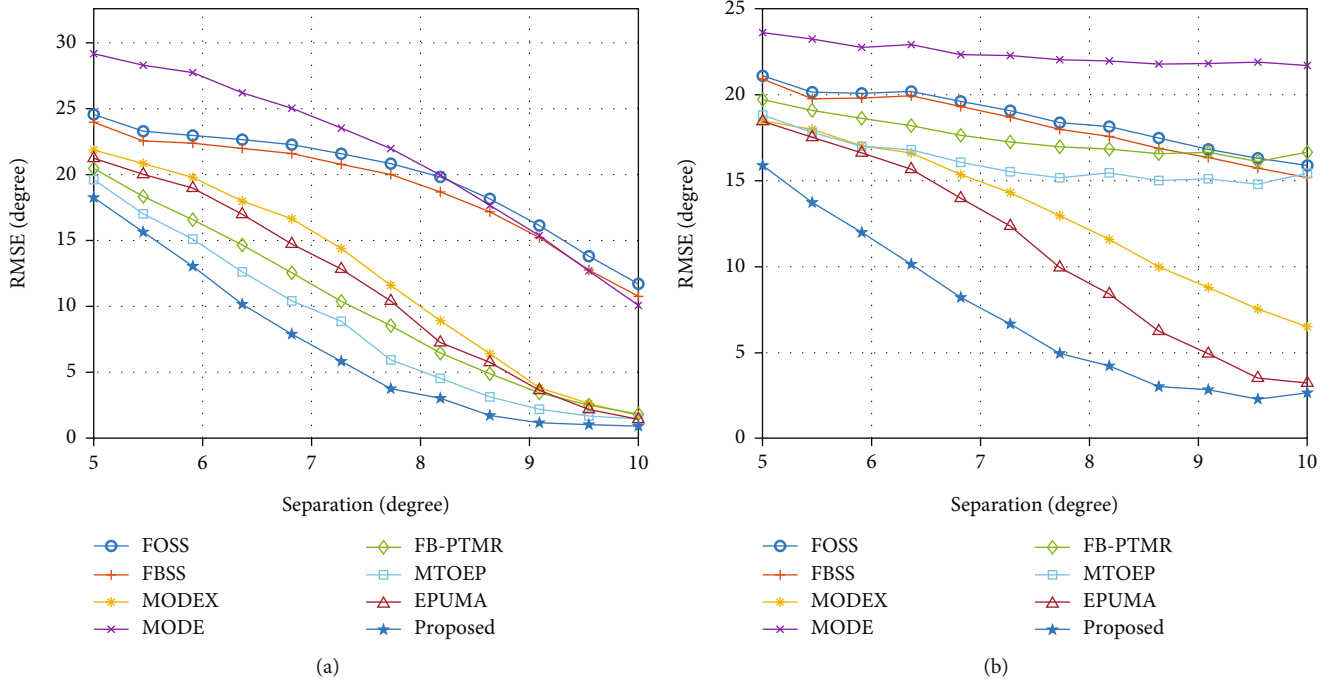 30
25
20
15
10
5
0
RMSE (degree)
5 6 7 8 9 10
Separation (degree)
FOSS
FBSS
MODEX
MODE
FB-PTMR
MTOEP
EPUMA
Proposed
(a)
25
20
15
10
5
0
RMSE (degree)
5 6 7 8 9 10
Separation (degree)
FOSS
FBSS
MODEX
MODE
FB-PTMR
MTOEP
EPUMA
Proposed
(b)